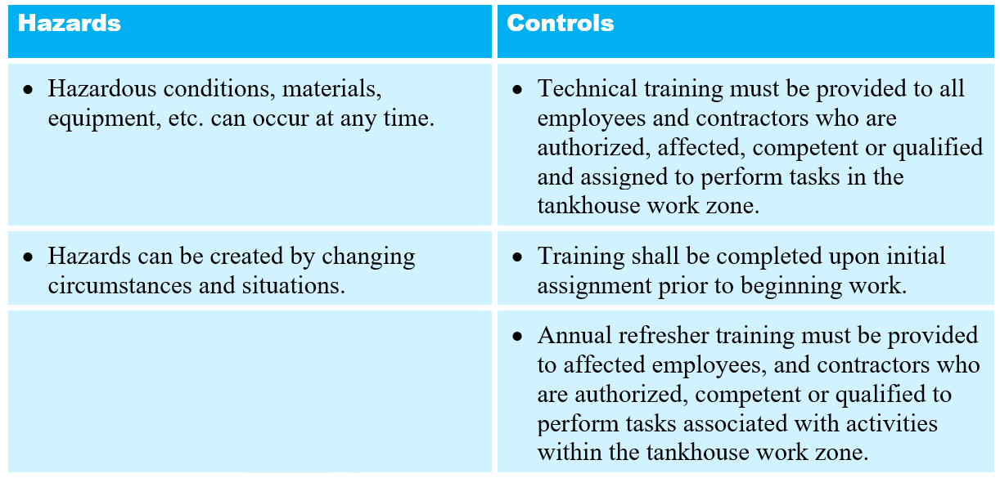 Hazards
Controls
• Hazardous conditions, materials,
equipment, etc. can occur at any time.
• Technical training must be provided to all
employees and contractors who are
authorized, affected, competent or qualified
and assigned to perform tasks in the
tankhouse work zone.
• Hazards can be created by changing
circumstances and situations.
• Training shall be completed upon initial
assignment prior to beginning work.
• Annual refresher training must be provided
to affected employees, and contractors who
are authorized, competent or qualified to
perform tasks associated with activities
within the tankhouse work zone.